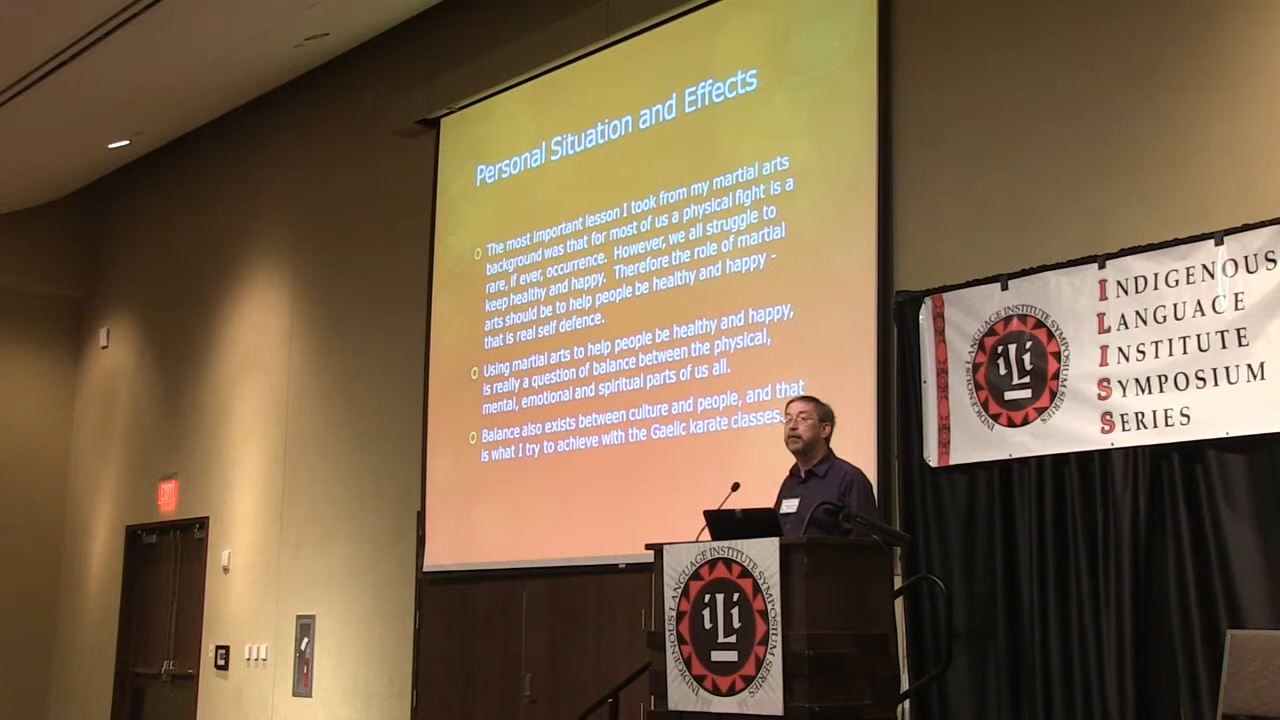 Personal Situation and Effects
The most important lesson I took from my martial arts
background was that for most of us a physical fight is a
rare, if ever, occurrence. However, we all struggle to
keep healthy and happy. Therefore the role of martial
arts should be to help people be healthy and happy -
that is real self defence.
Using martial arts to help people be healthy and happy,
is really a question of balance between the physical,
mental, emotional and spiritual parts of us all.
Balance also exists between culture and people, and that
is what I try to achieve with the Gaelic karate classes.
INDIGENOUS LANGUAGE INSTITUTE SYMPOSIUM SERIES
iLi
INDIGENOUS
LANGUAGE
INSTITUTE
SYMPOSIUM
SERIES
EXIT
INDIGENOUS LANGUAGE INSTITUTE SYMPOSIUM SERIES
iLi